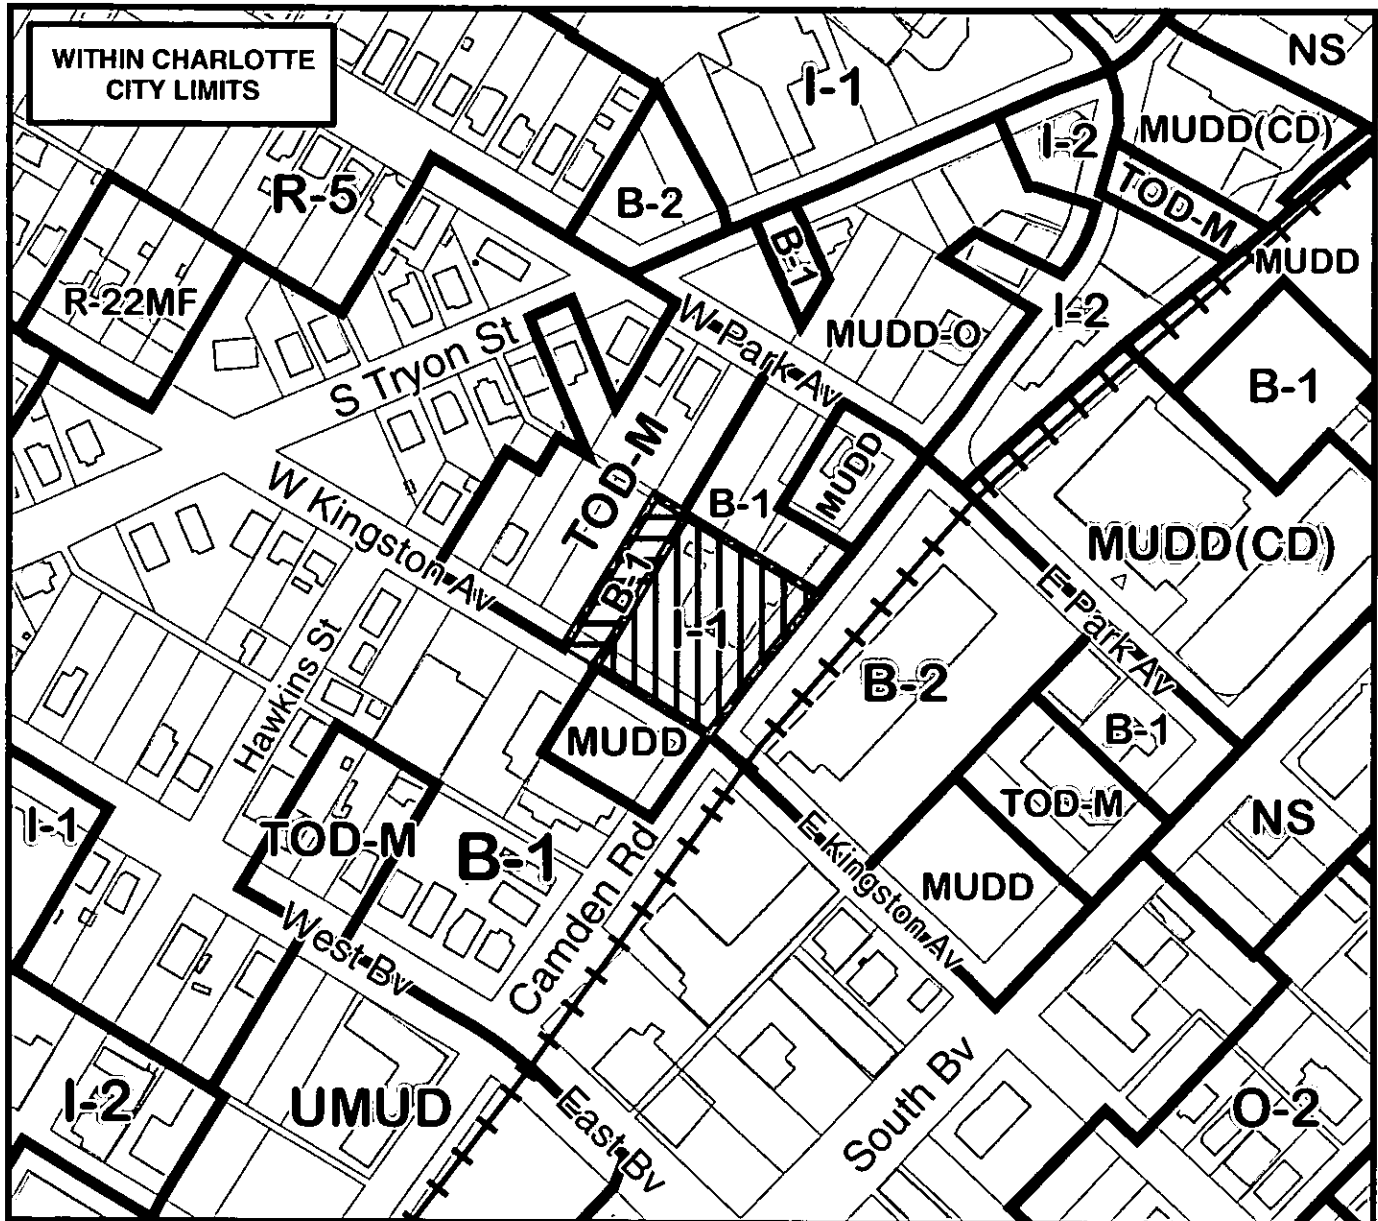 WITHIN CHARLOTTE
CITY LIMITS
NS
I-1
MUDD(CD)
I-2
R-5
B-2
TOD-M
B-1
MUDD
R-22MF
I-2
W Park Av
MUDD-O
S Tryon St
B-1
TOD-M
MUDD
W Kingston Av
B-1
MUDD(CD)
B-1
E Park Av
I-1
Hawkins St
B-2
MUDD
B-1
TOD-M
NS
I-1
TOD-M
B-1
E Kingston Av
MUDD
Camden Rd
West Bv
I-2
UMUD
East Bv
South Bv
O-2